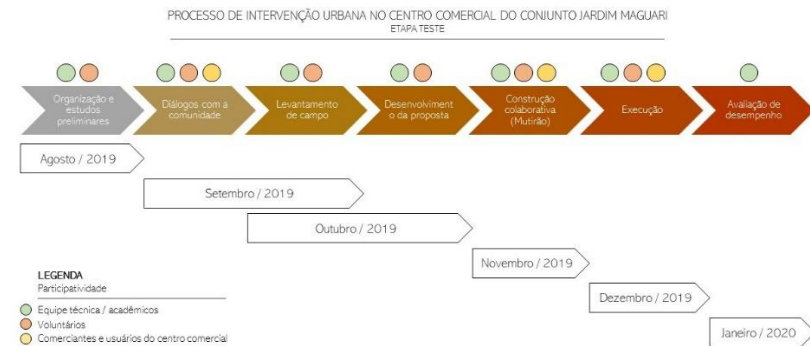 PROCESSO DE INTERVENÇÃO URBANA NO CENTRO COMERCIAL DO CONJUNTO JARDIM MAGUARI
ETAPA TESTE
Organização e
estudos
preliminares
Diálogos com a
comunidade
Levantamento
de campo
Desenvolviment
o da proposta
Construção
colaborativa
(Mutirão)
Execução
Avaliação de
desempenho
Agosto / 2019
Setembro / 2019
Outubro / 2019
Novembro / 2019
Dezembro / 2019
Janeiro / 2020
LEGENDA
Participatividade
Equipe técnica / acadêmicos
Voluntários
Comerciantes e usuários do centro comercial